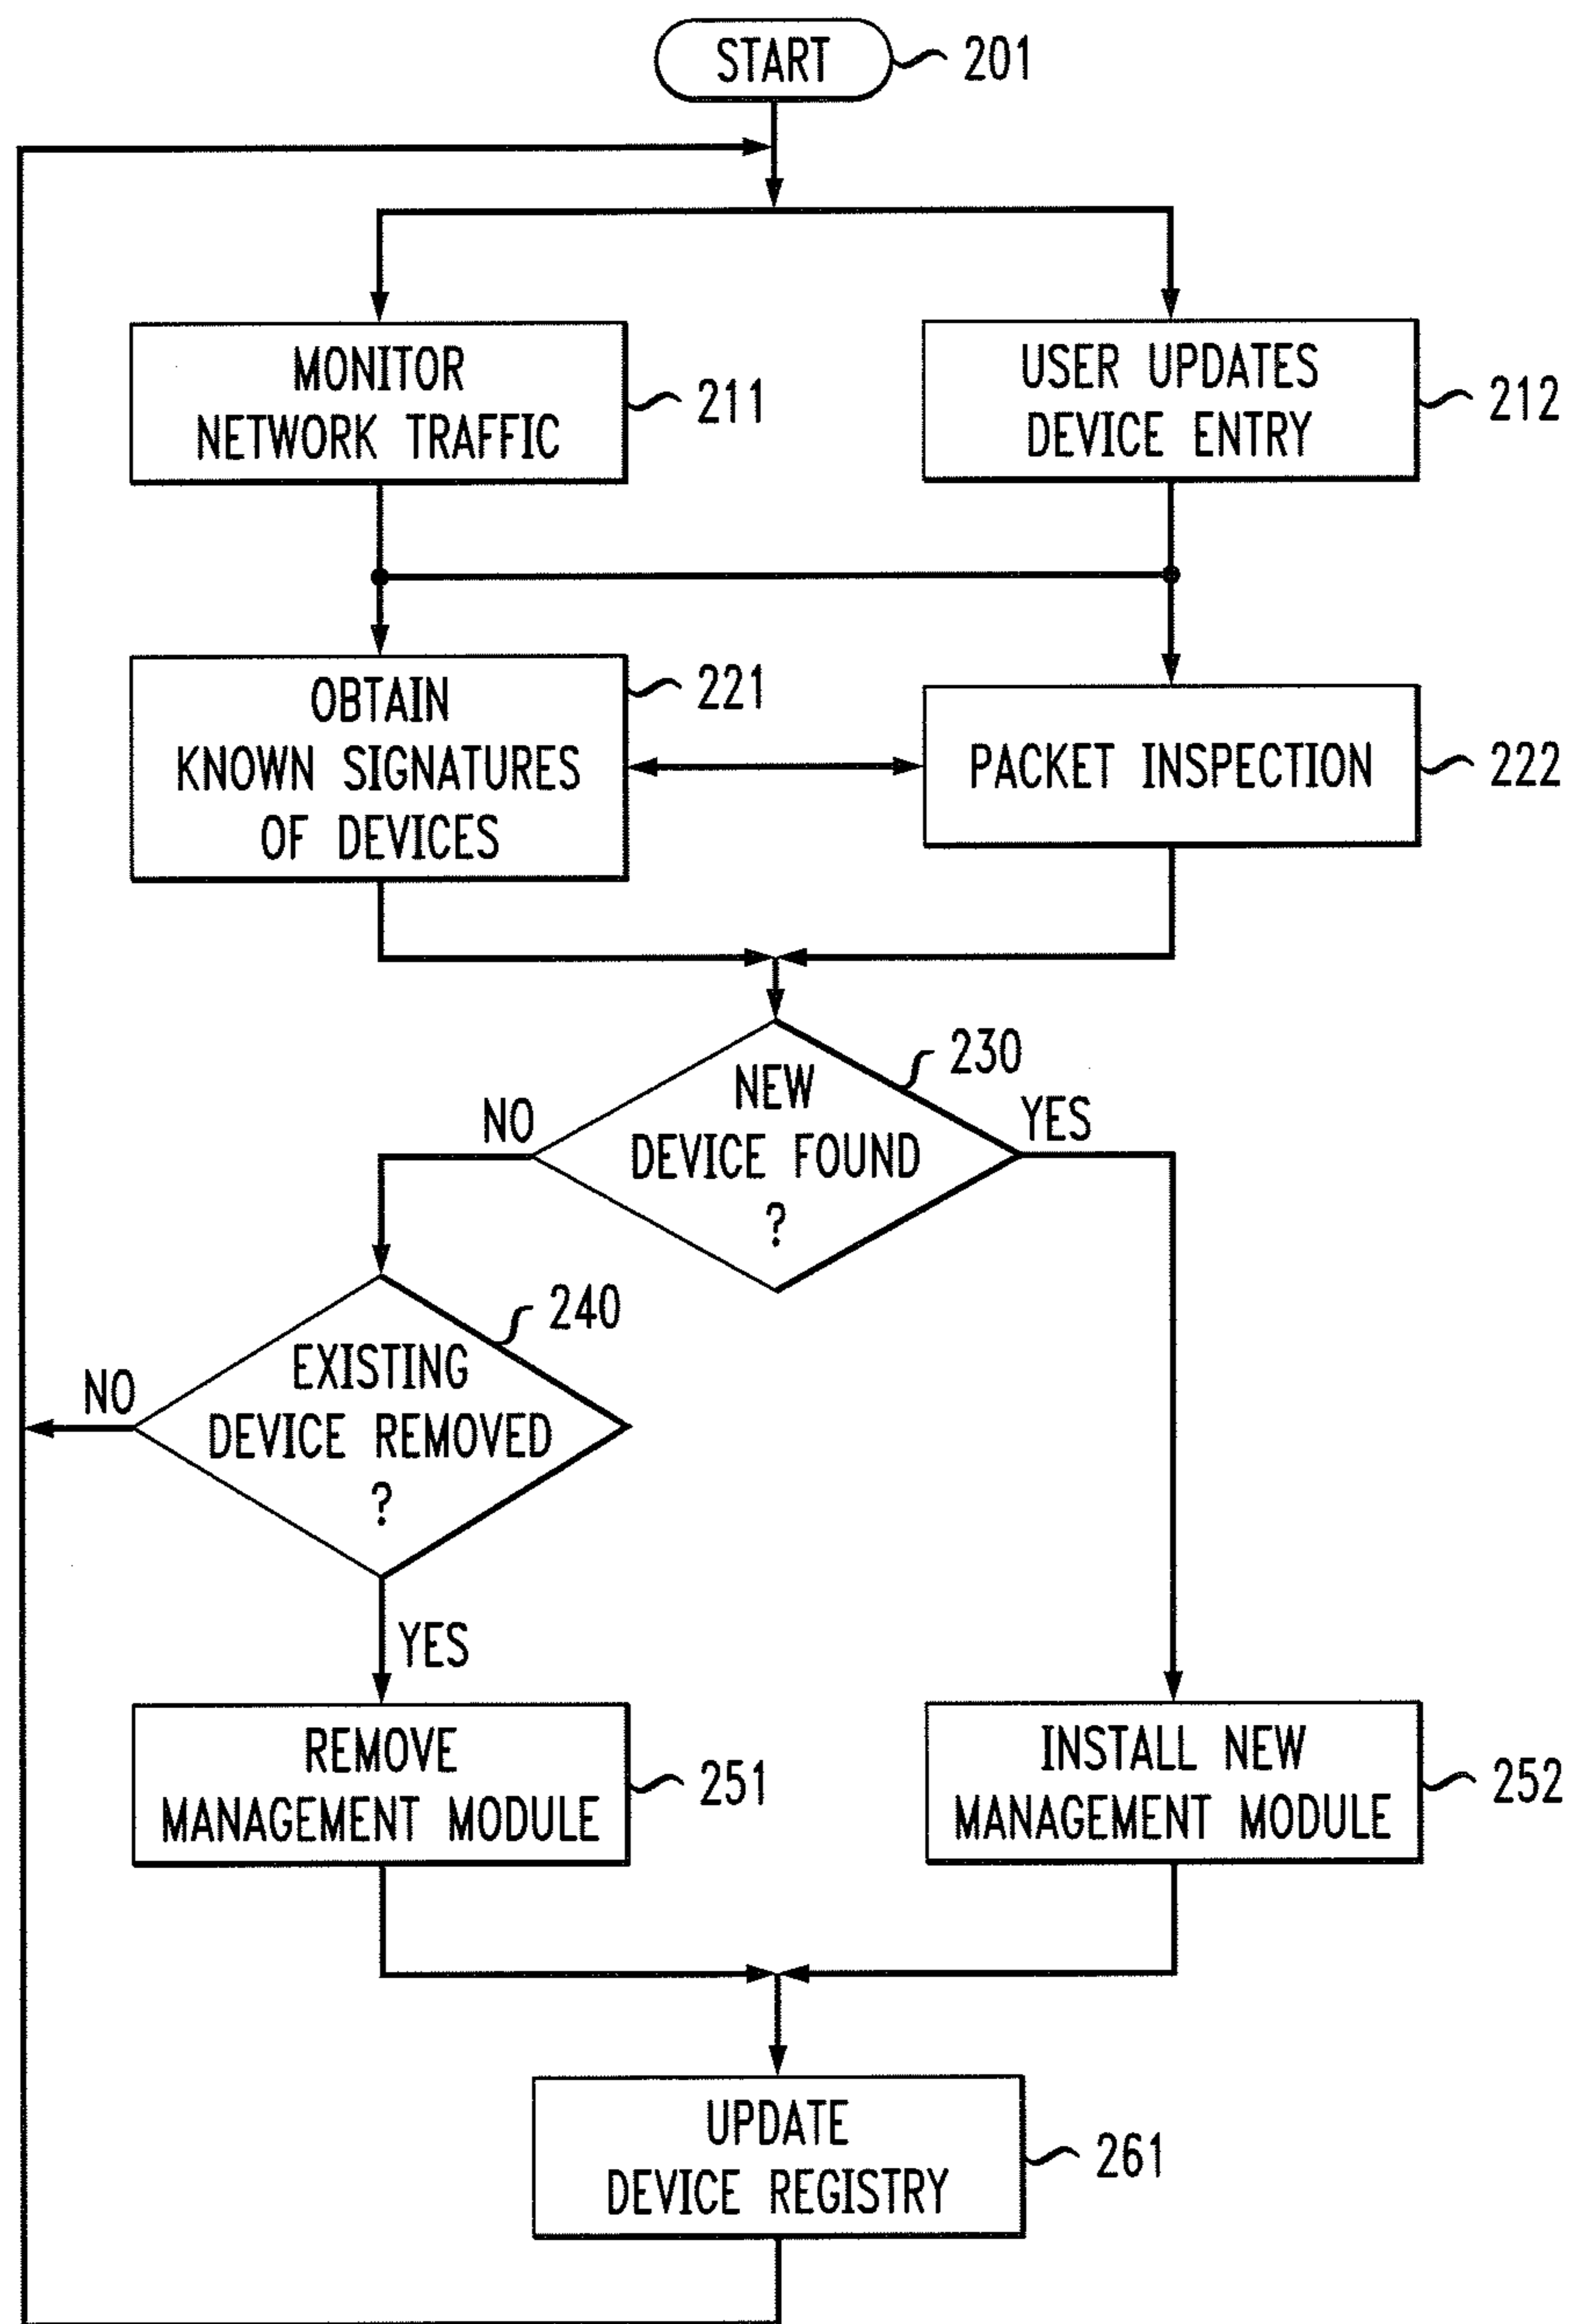 START
201
MONITOR
NETWORK TRAFFIC
211
USER UPDATES
DEVICE ENTRY
212
OBTAIN
KNOWN SIGNATURES
OF DEVICES
221
PACKET INSPECTION
222
NEW
DEVICE FOUND
?
230
NO
YES
EXISTING
DEVICE REMOVED
?
240
NO
YES
REMOVE
MANAGEMENT MODULE
251
INSTALL NEW
MANAGEMENT MODULE
252
UPDATE
DEVICE REGISTRY
261